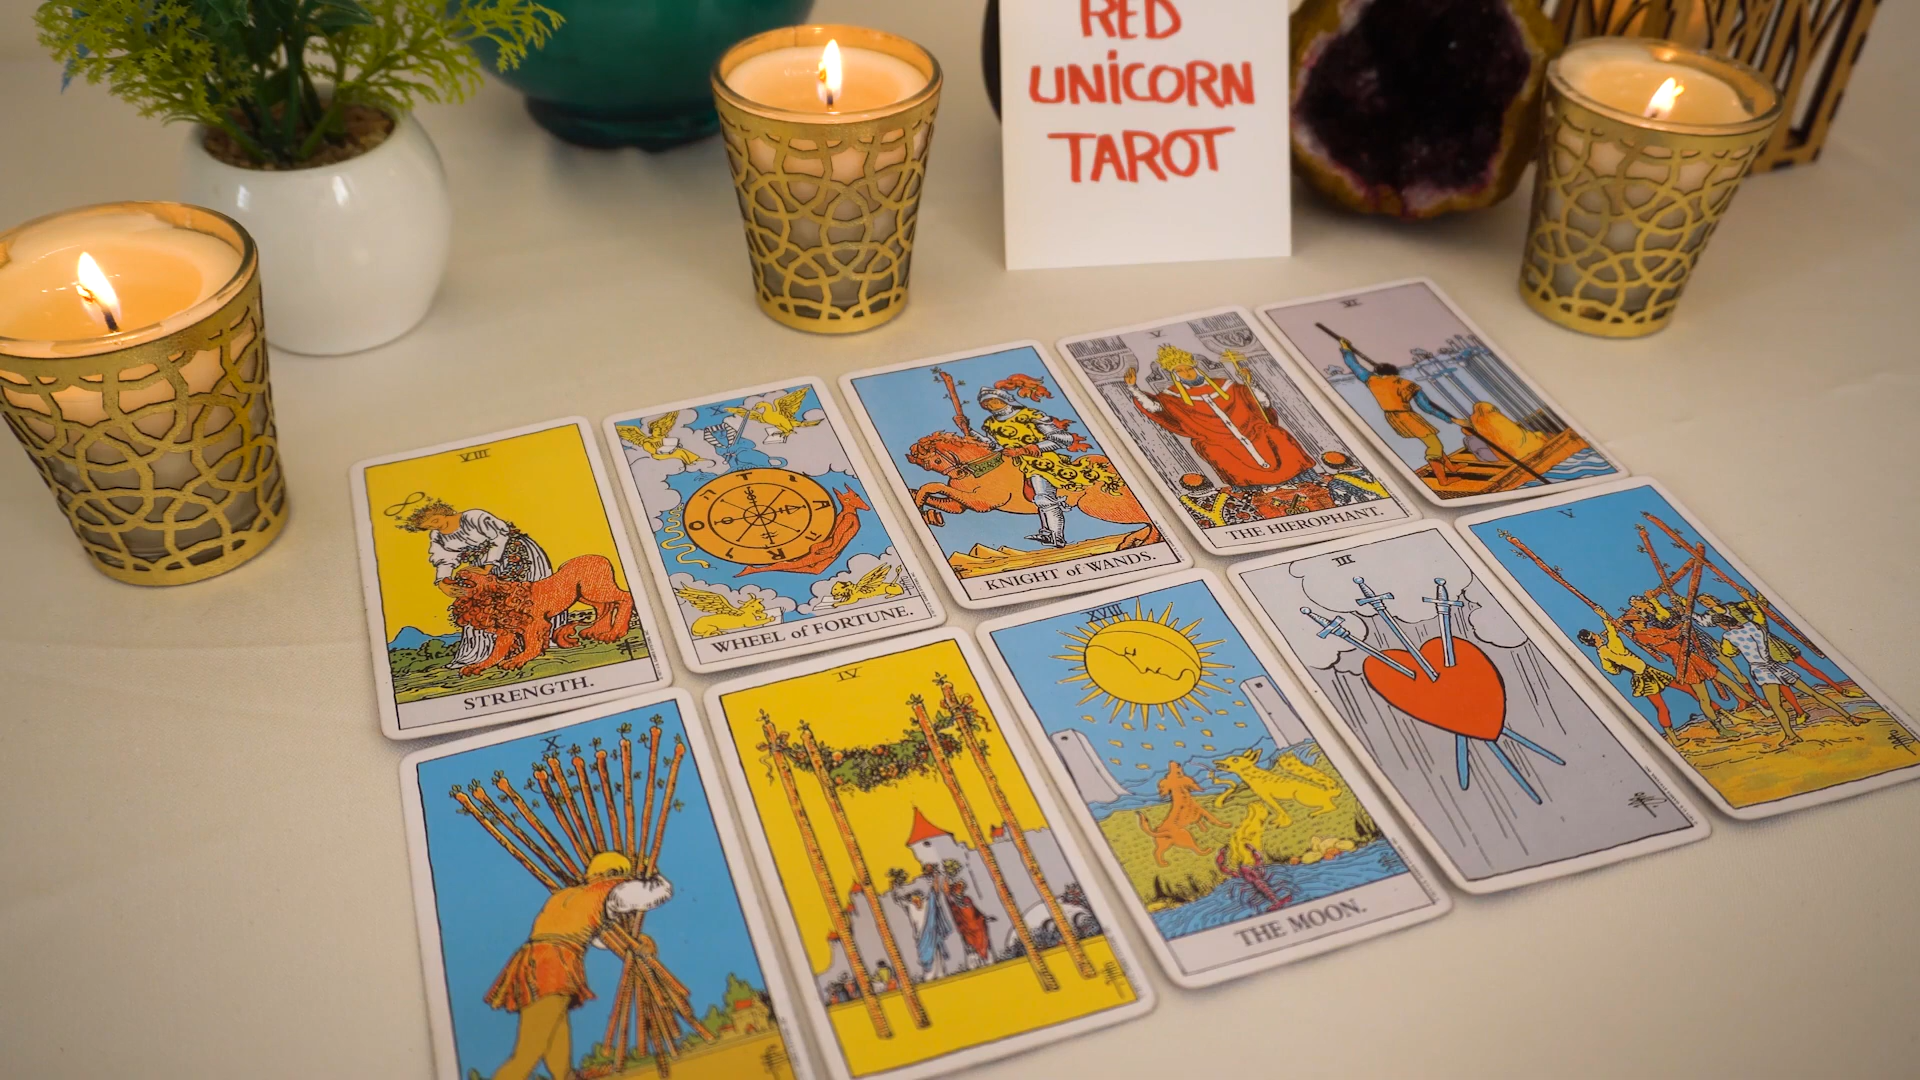 RED
UNICORN
TAROT
VI
V
X
VIII
THE HIEROPHANT.
KNIGHT of WANDS.
WHEEL of FORTUNE.
STRENGTH.
V
III
XVIII
IV
X
THE MOON.